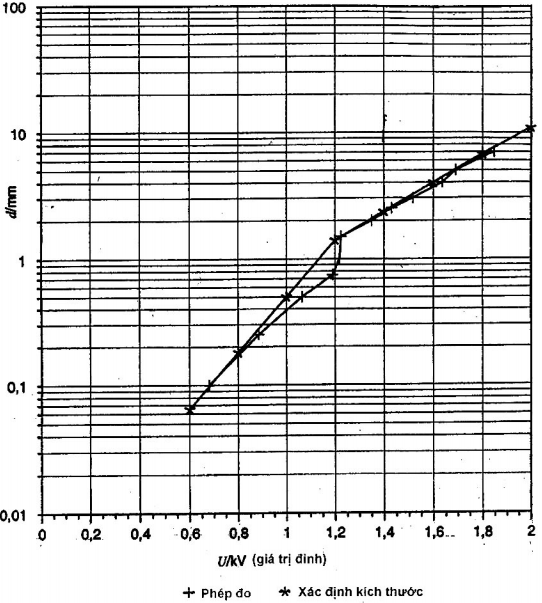 100
10
d/mm
1
0,1
0,01
0 0,2 0,4 0,6 0,8 1 1,2 1,4 1,6 1,8 2
U/kV (giá trị đỉnh)
+ Phép đo * Xác định kích thước